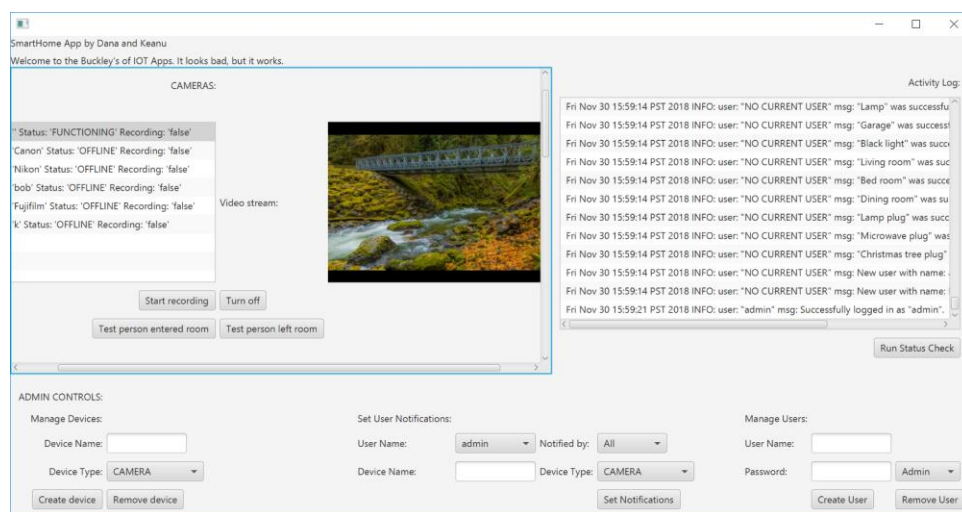 SmartHome App by Dana and Keanu
Welcome to the Buckley's of IOT Apps. It looks bad, but it works.
CAMERAS:
'' Status: 'FUNCTIONING' Recording: 'false'
'Canon' Status: 'OFFLINE' Recording: 'false'
'Nikon' Status: 'OFFLINE' Recording: 'false'
'bob' Status: 'OFFLINE' Recording: 'false'
'Fujifilm' Status: 'OFFLINE' Recording: 'false'
'k' Status: 'OFFLINE' Recording: 'false'
Video stream:
Start recording Turn off
Test person entered room Test person left room
Activity Log:
Fri Nov 30 15:59:14 PST 2018 INFO: user: "NO CURRENT USER" msg: "Lamp" was successfu
Fri Nov 30 15:59:14 PST 2018 INFO: user: "NO CURRENT USER" msg: "Garage" was success
Fri Nov 30 15:59:14 PST 2018 INFO: user: "NO CURRENT USER" msg: "Black light" was succe
Fri Nov 30 15:59:14 PST 2018 INFO: user: "NO CURRENT USER" msg: "Living room" was suc
Fri Nov 30 15:59:14 PST 2018 INFO: user: "NO CURRENT USER" msg: "Bed room" was succe
Fri Nov 30 15:59:14 PST 2018 INFO: user: "NO CURRENT USER" msg: "Dining room" was su
Fri Nov 30 15:59:14 PST 2018 INFO: user: "NO CURRENT USER" msg: "Lamp plug" was succ
Fri Nov 30 15:59:14 PST 2018 INFO: user: "NO CURRENT USER" msg: "Microwave plug" was
Fri Nov 30 15:59:14 PST 2018 INFO: user: "NO CURRENT USER" msg: "Christmas tree plug"
Fri Nov 30 15:59:14 PST 2018 INFO: user: "NO CURRENT USER" msg: New user with name:
Fri Nov 30 15:59:14 PST 2018 INFO: user: "NO CURRENT USER" msg: New user with name:
Fri Nov 30 15:59:21 PST 2018 INFO: user: "admin" msg: Successfully logged in as "admin".
Run Status Check
ADMIN CONTROLS:
Manage Devices:
Device Name:
Device Type: CAMERA
Create device Remove device
Set User Notifications:
User Name: admin Notified by: All
Device Name: Device Type: CAMERA
Set Notifications
Manage Users:
User Name:
Password: Admin
Create User Remove User